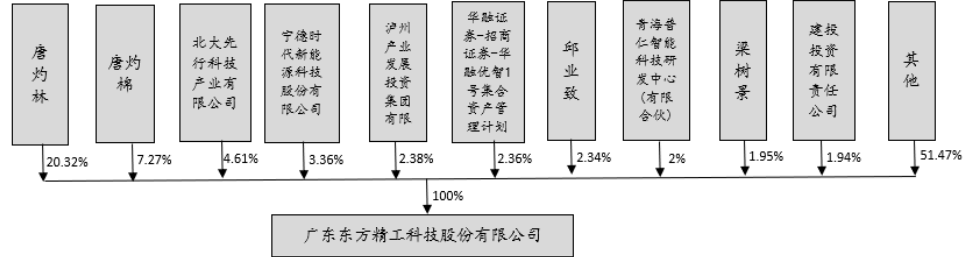 唐灼林
唐灼
棉
北大先
行科技
产业有
限公司
宁德时
代新能
源科技
股份有
限公司
泸州
产业
发展
投资
集团
有限
华融证
券-招商
证券-华
融优智1
号集合
资产管
理计划
邱业致
青海普
仁智能
科技研
发中心
(有限
合伙)
梁树景
建投
投资
有限
责任
公司
其他
20.32%
7.27%
4.61%
3.36%
2.38%
2.36%
2.34%
2%
1.95%
1.94%
51.47%
100%
广东东方精工科技股份有限公司